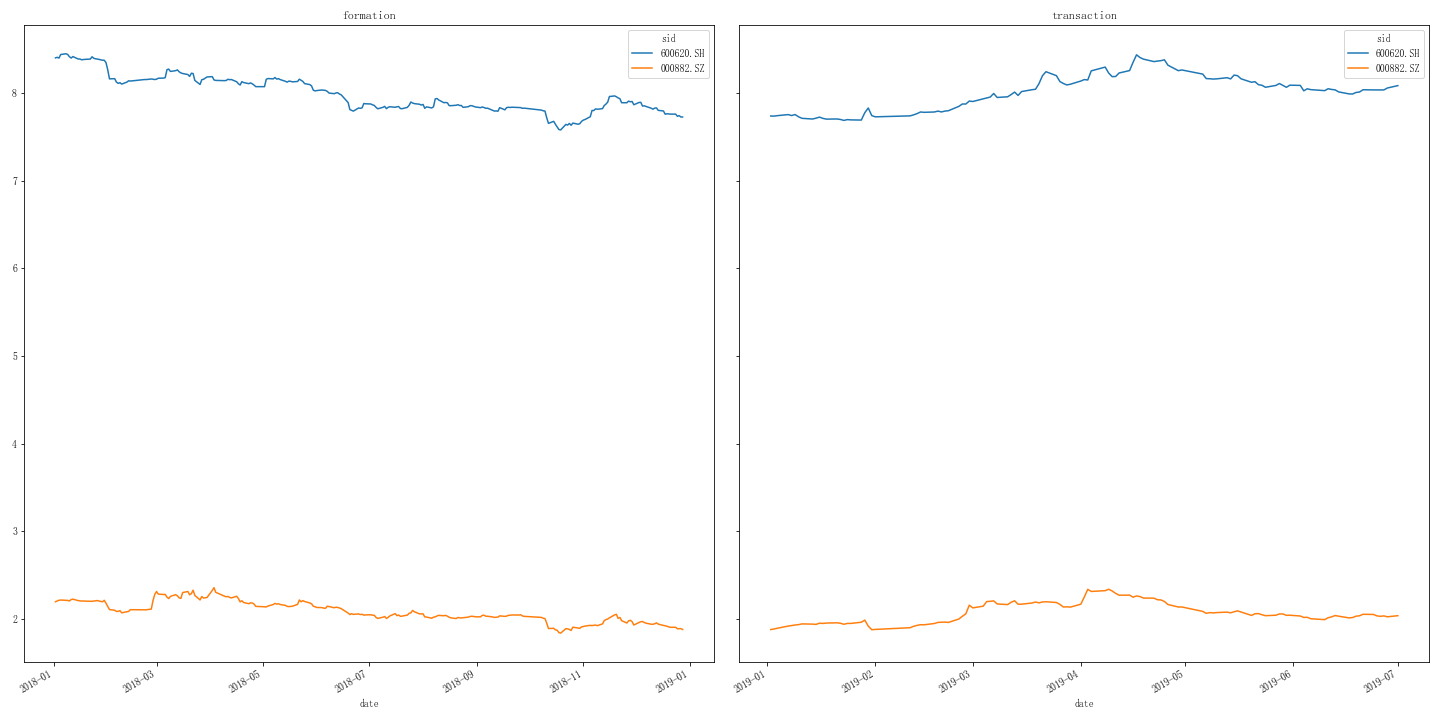 formation
sid
600620.SH
000882.SZ
8
7
6
5
4
3
2
2018-01
2018-03
2018-05
2018-07
2018-09
2018-11
2019-01
date
transaction
sid
600620.SH
000882.SZ
2019-01
2019-02
2019-03
2019-04
2019-05
2019-06
2019-07
date